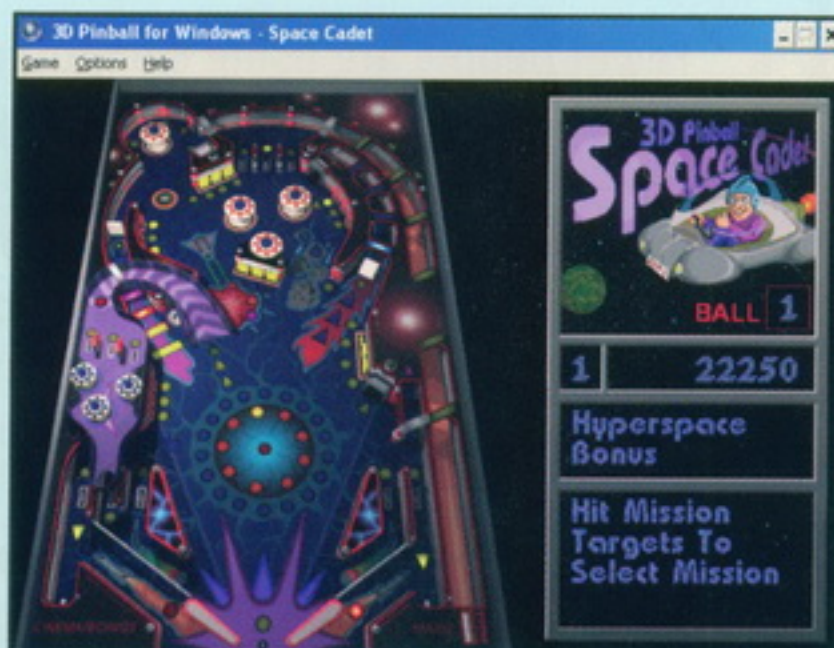 3D Pinball for Windows - Space Cadet
Game Options Help
3D Pinball
Space Cadet
BALL 1
1 22250
Hyperspace
Bonus
Hit Mission
Targets To
Select Mission